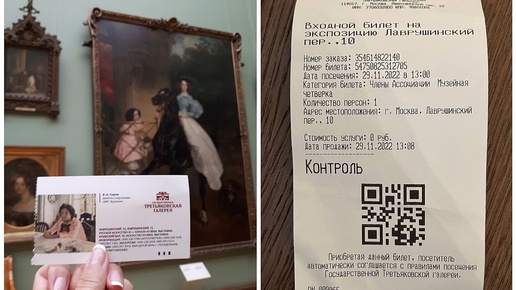 В. А. Серов
ТРЕТЬЯКОВСКАЯ
ГАЛЕРЕЯ
Входной билет на
экспозицию Лаврушинский
пер..10
Номер заказа: 354614822140
Номер билета: 54750825312705
Дата посещения: 29.11.2022 в 13:00
Категория билета: Члены Ассоциации Музейная
четверка
Количество персон: 1
Адрес местоположения: г. Москва, Лаврушинский
пер., 10
Стоимость услуги: 0 руб.
Дата продажи: 29.11.2022 13:08
Контроль
Приобретая данный билет, посетитель
автоматически соглашается с правилами посещения
Государственной Третьяковской галереи.